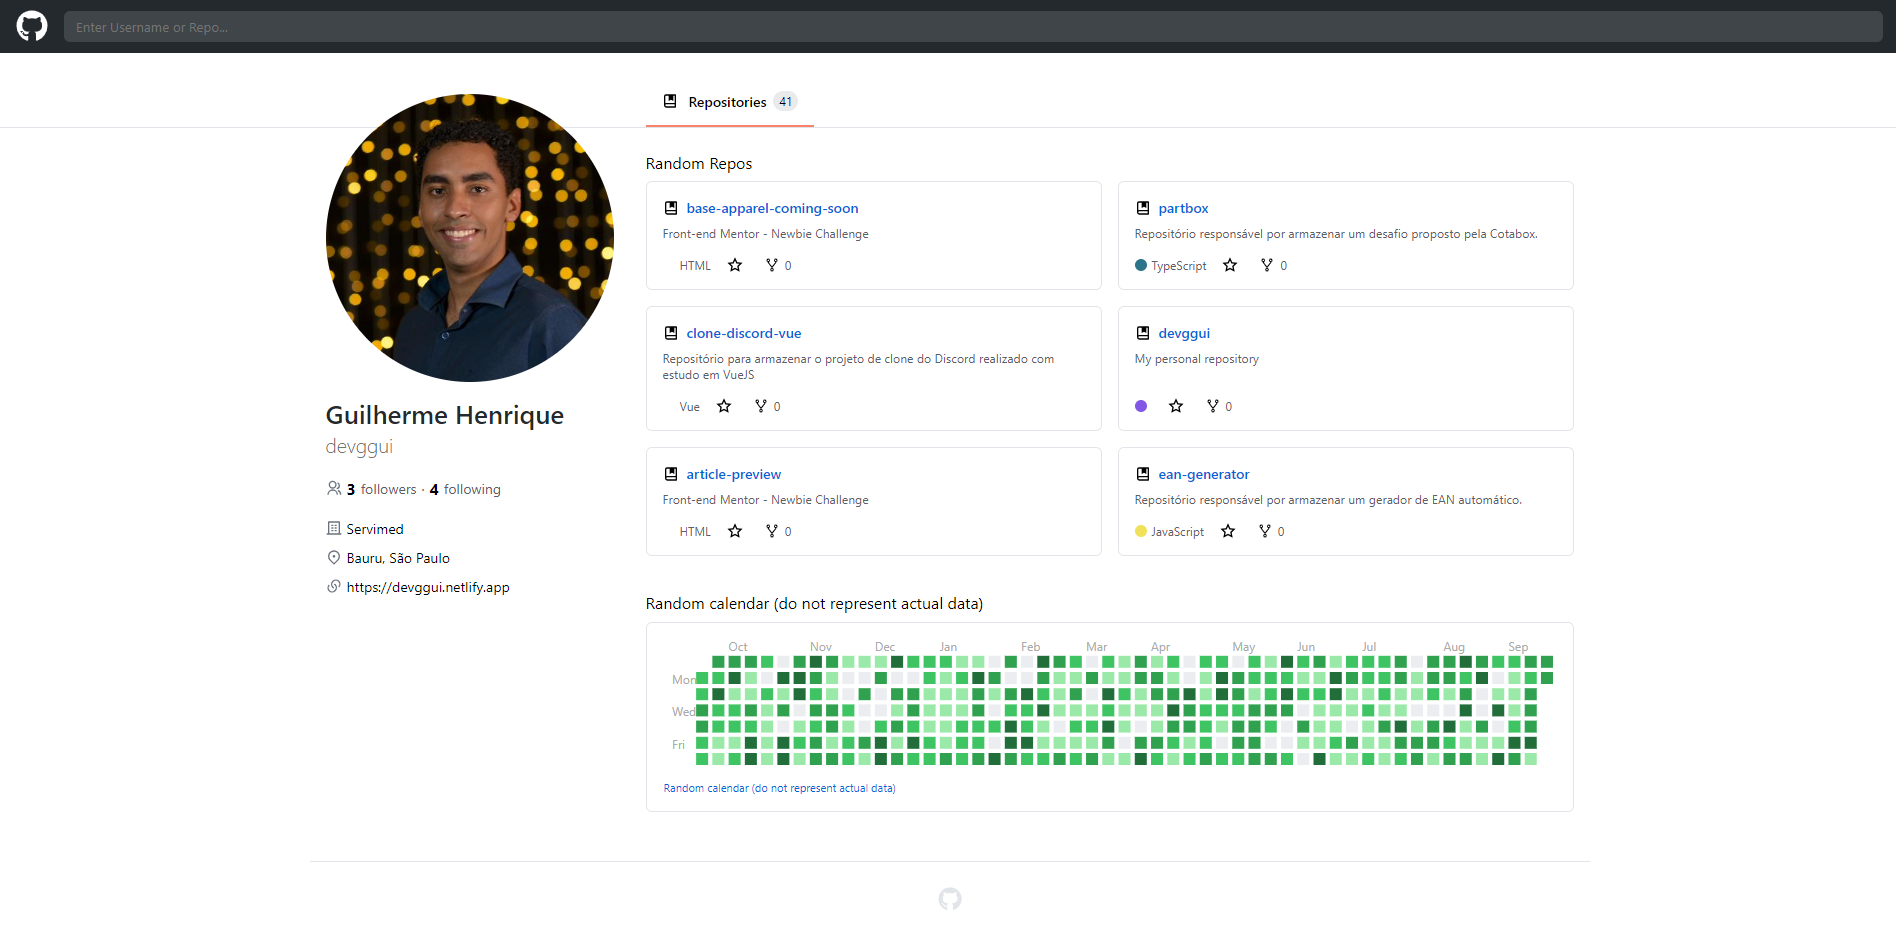 Enter Username or Repo...
Repositories 41
Guilherme Henrique
devggui
3 followers · 4 following
Servimed
Bauru, São Paulo
https://devggui.netlify.app
Random Repos
base-apparel-coming-soon
Front-end Mentor - Newbie Challenge
HTML 0
partbox
Repositório responsável por armazenar um desafio proposto pela Cotabox.
TypeScript 0
clone-discord-vue
Repositório para armazenar o projeto de clone do Discord realizado com
estudo em VueJS
Vue 0
devggui
My personal repository
0
article-preview
Front-end Mentor - Newbie Challenge
HTML 0
ean-generator
Repositório responsável por armazenar um gerador de EAN automático.
JavaScript 0
Random calendar (do not represent actual data)
Oct Nov Dec Jan Feb Mar Apr May Jun Jul Aug Sep
Mon
Wed
Fri
Random calendar (do not represent actual data)